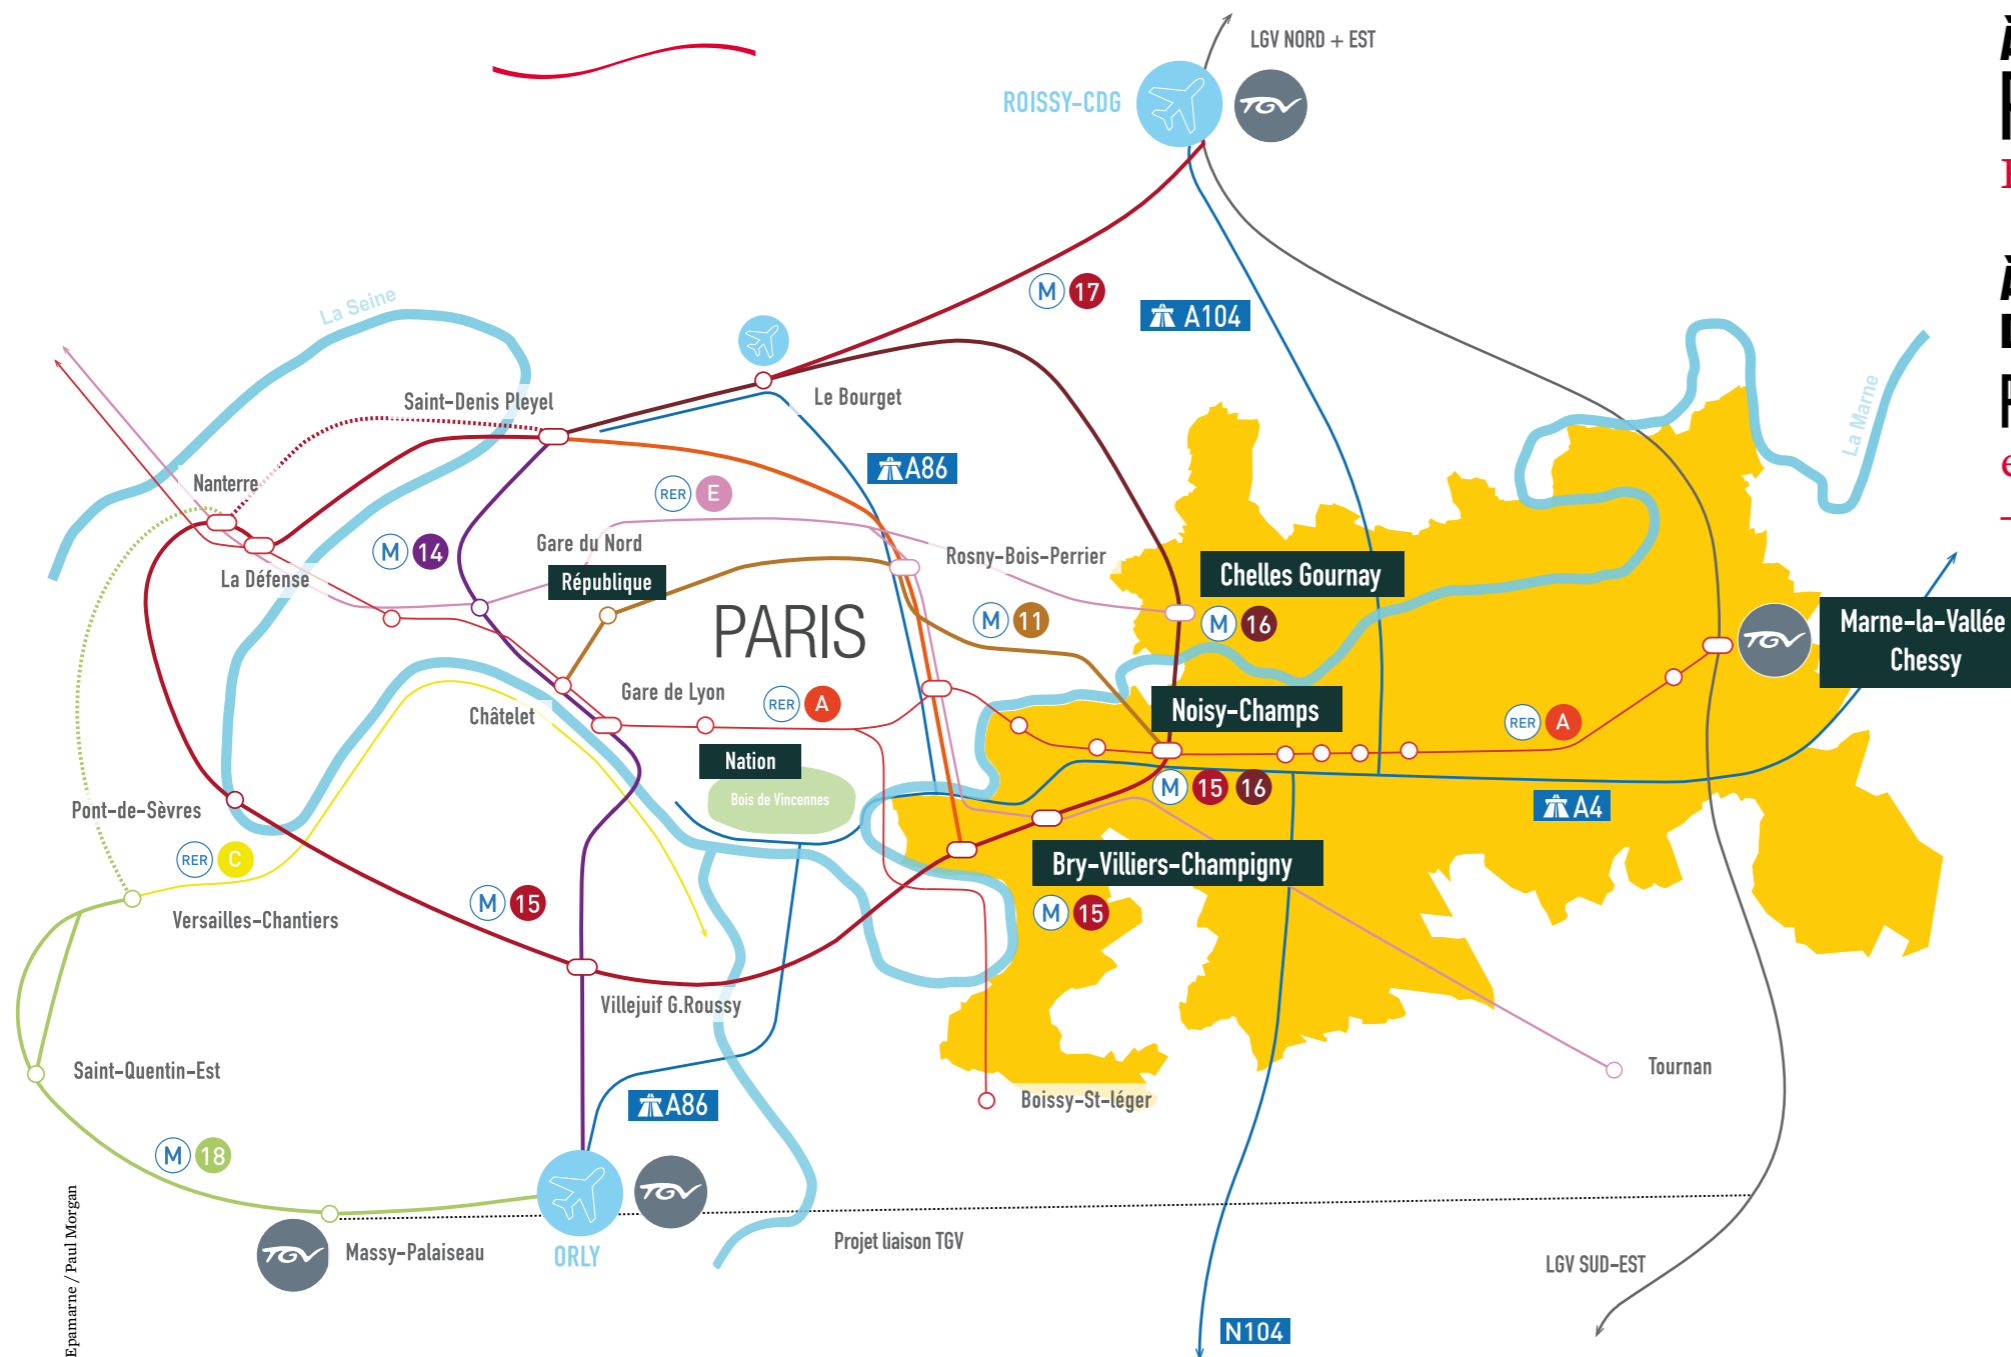 LGV NORD + EST
ROISSY-CDG
TGV
La Seine
M 17
A104
Le Bourget
Saint-Denis Pleyel
La Marne
A86
Nanterre
RER E
M 14
Gare du Nord
Rosny-Bois-Perrier
La Défense
République
Chelles Gournay
PARIS
M 11
M 16
Marne-la-Vallée
Chessy
TGV
Gare de Lyon
RER A
Châtelet
Noisy-Champs
RER A
Nation
Bois de Vincennes
M 15 16
Pont-de-Sèvres
A4
RER C
Bry-Villiers-Champigny
M 15
M 15
Versailles-Chantiers
Villejuif G.Roussy
Saint-Quentin-Est
Tournan
A86
Boissy-St-léger
M 18
TGV
Projet liaison TGV
TGV
Massy-Palaiseau
ORLY
LGV SUD-EST
N104
Epamarne / Paul Morgan